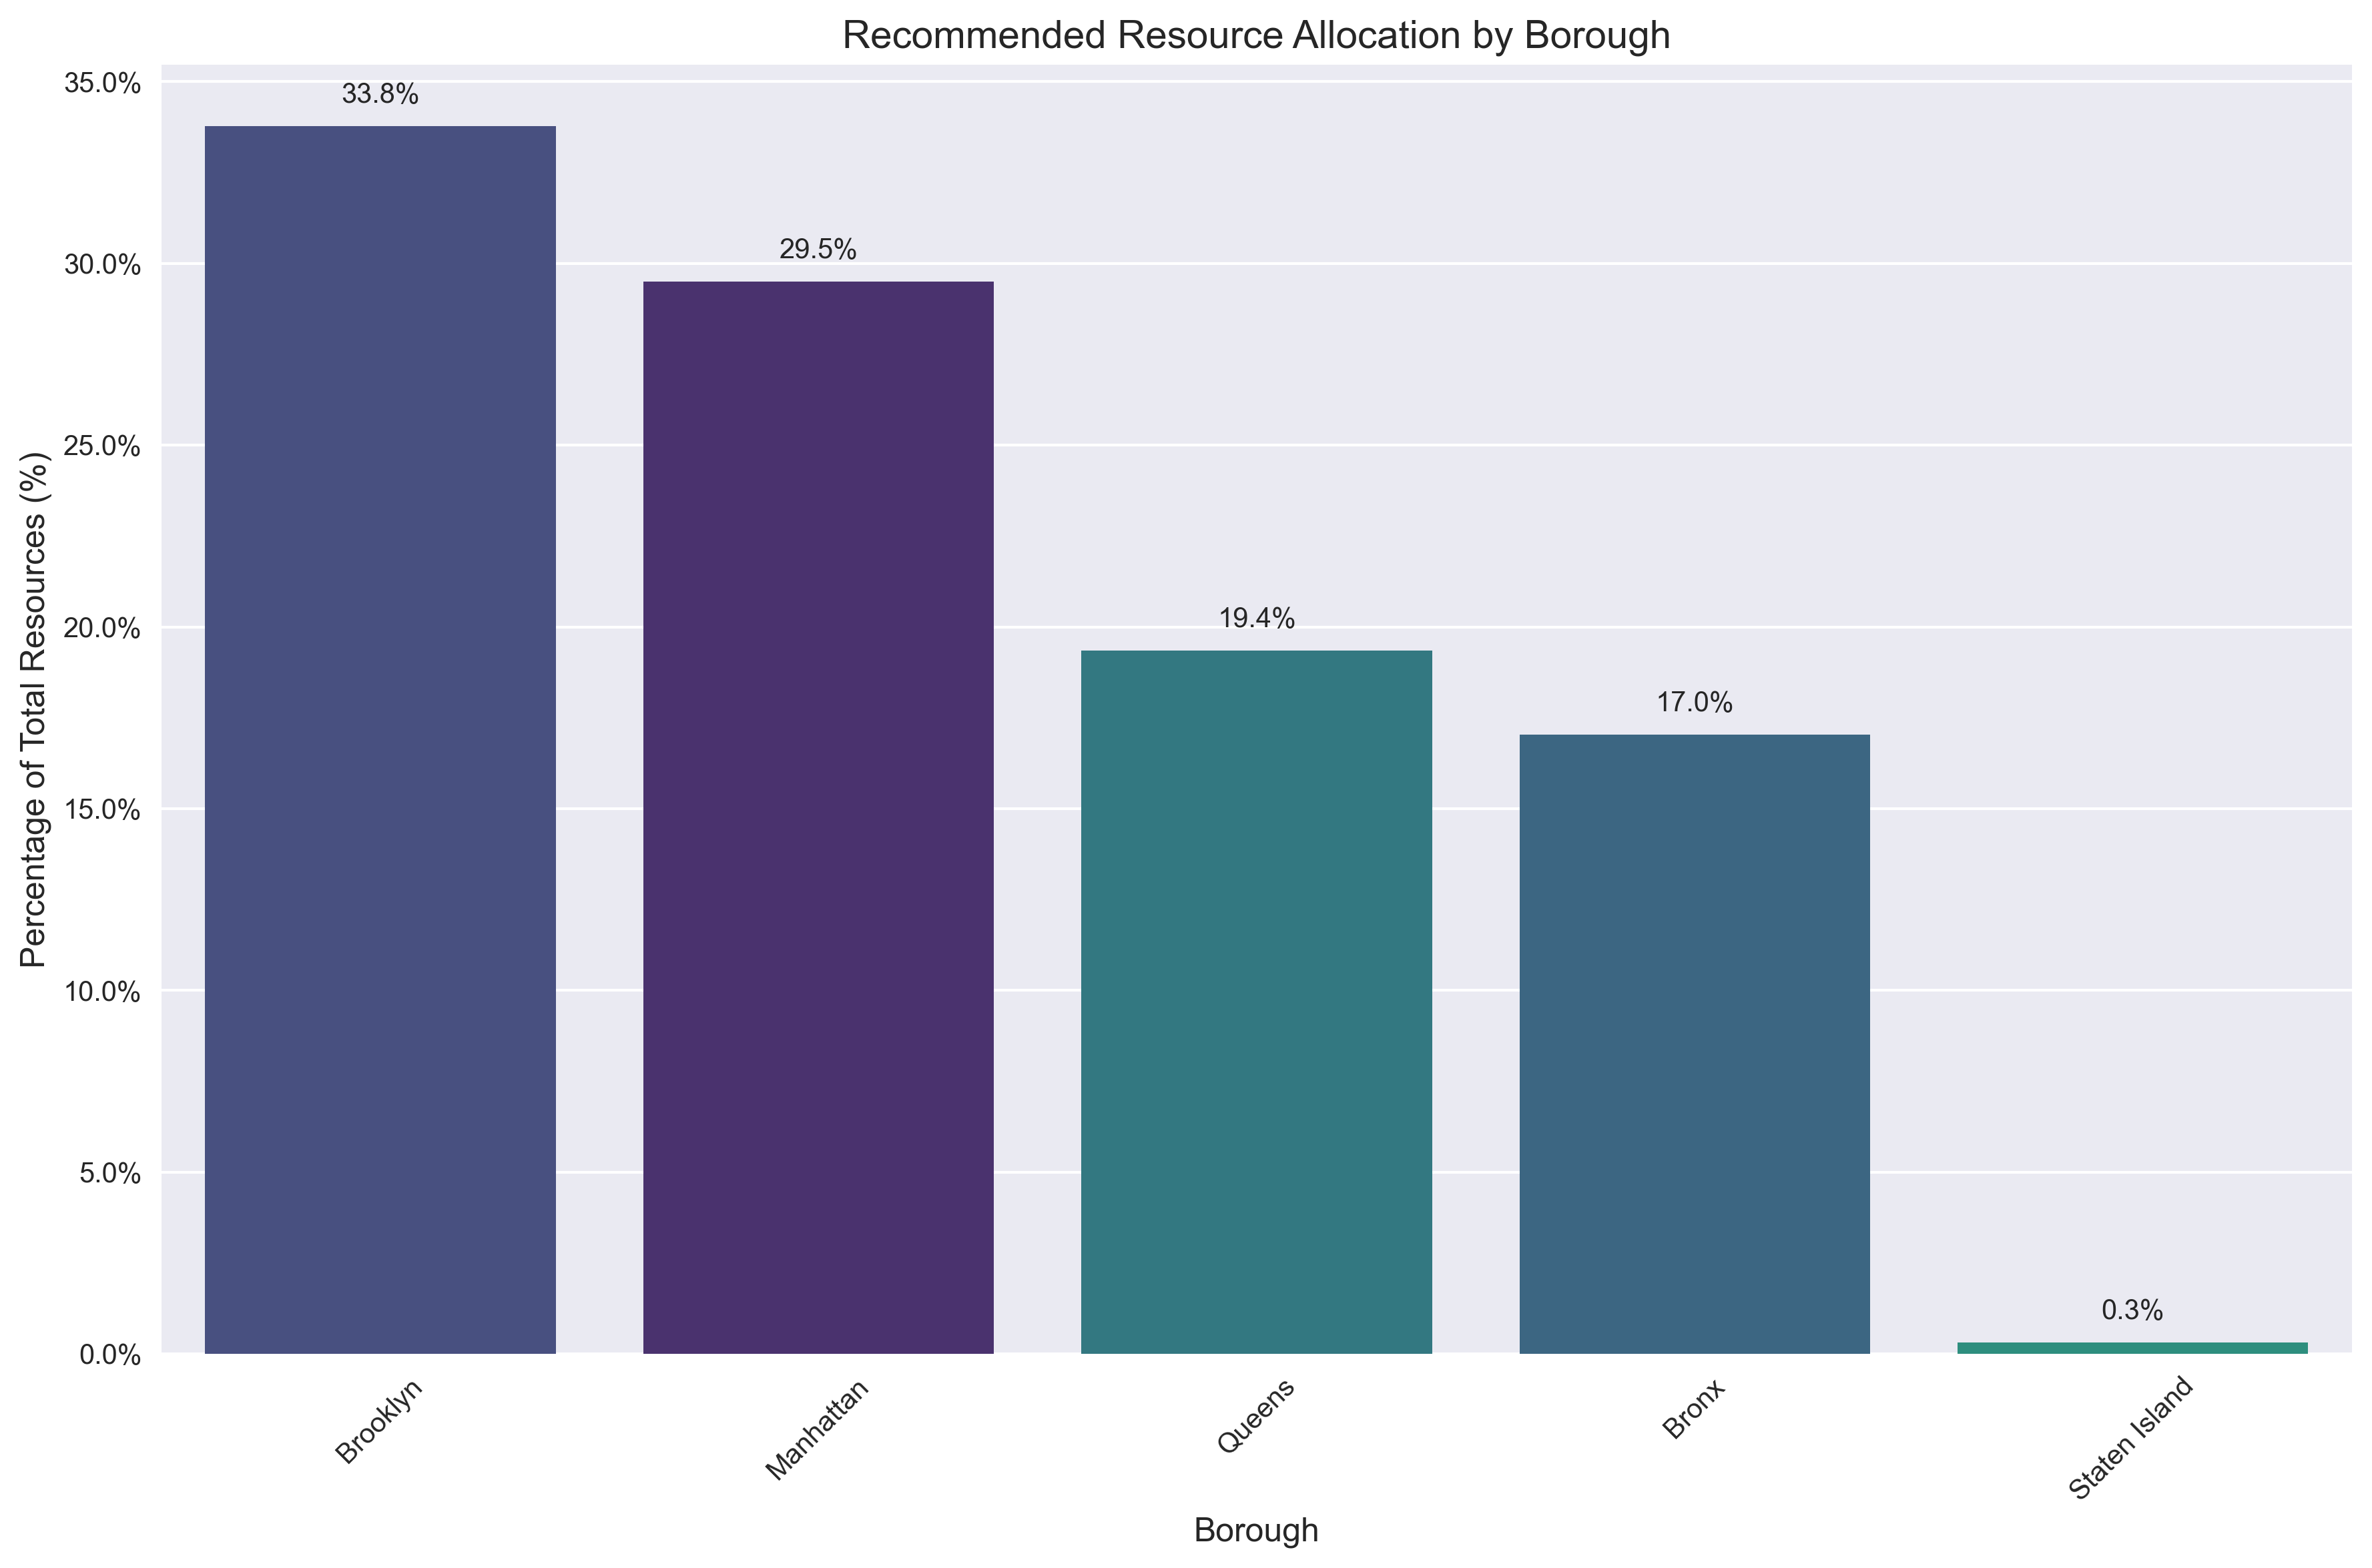 Recommended Resource Allocation by Borough
Percentage of Total Resources (%)
35.0%
30.0%
25.0%
20.0%
15.0%
10.0%
5.0%
0.0%
33.8%
29.5%
19.4%
17.0%
0.3%
Brooklyn
Manhattan
Queens
Bronx
Staten Island
Borough